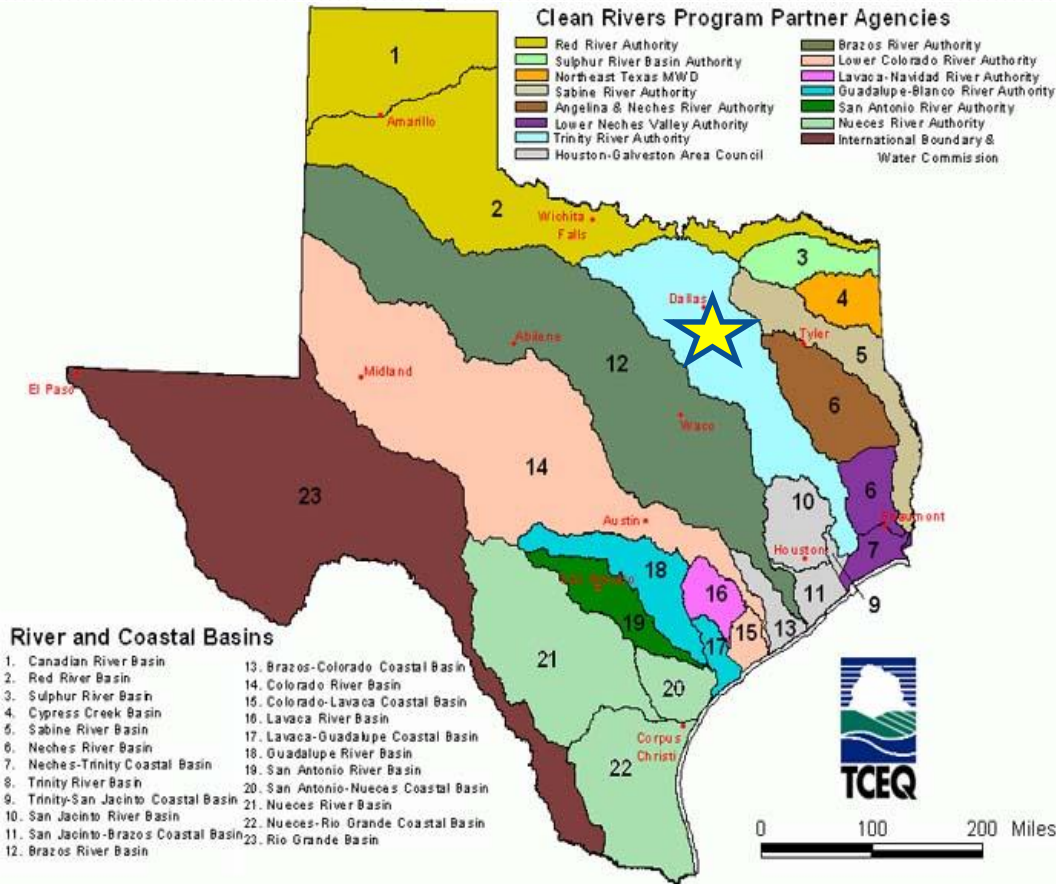 Clean Rivers Program Partner Agencies
Red River Authority
Sulphur River Basin Authority
Northeast Texas MWD
Sabine River Authority
Angelina & Neches River Authority
Lower Neches Valley Authority
Trinity River Authority
Houston-Galveston Area Council
Brazos River Authority
Lower Colorado River Authority
Lavaca-Navidad River Authority
Guadalupe-Blanco River Authority
San Antonio River Authority
Nueces River Authority
International Boundary &
Water Commission
1
Amarillo
2
Wichita
Falls
3
4
Dallas
Tyler
5
Abilene
12
Midland
El Paso
6
Waco
14
23
10
6
Austin
Beaumont
Houston
7
18
16
11
9
19
17
15
13
21
20
Corpus
Christi
22
River and Coastal Basins
1. Canadian River Basin
2. Red River Basin
3. Sulphur River Basin
4. Cypress Creek Basin
5. Sabine River Basin
6. Neches River Basin
7. Neches-Trinity Coastal Basin
8. Trinity River Basin
9. Trinity-San Jacinto Coastal Basin
10. San Jacinto River Basin
11. San Jacinto-Brazos Coastal Basin
12. Brazos River Basin
13. Brazos-Colorado Coastal Basin
14. Colorado River Basin
15. Colorado-Lavaca Coastal Basin
16. Lavaca River Basin
17. Lavaca-Guadalupe Coastal Basin
18. Guadalupe River Basin
19. San Antonio River Basin
20. San Antonio-Nueces Coastal Basin
21. Nueces River Basin
22. Nueces-Rio Grande Coastal Basin
23. Rio Grande Basin
TCEQ
0 100 200 Miles